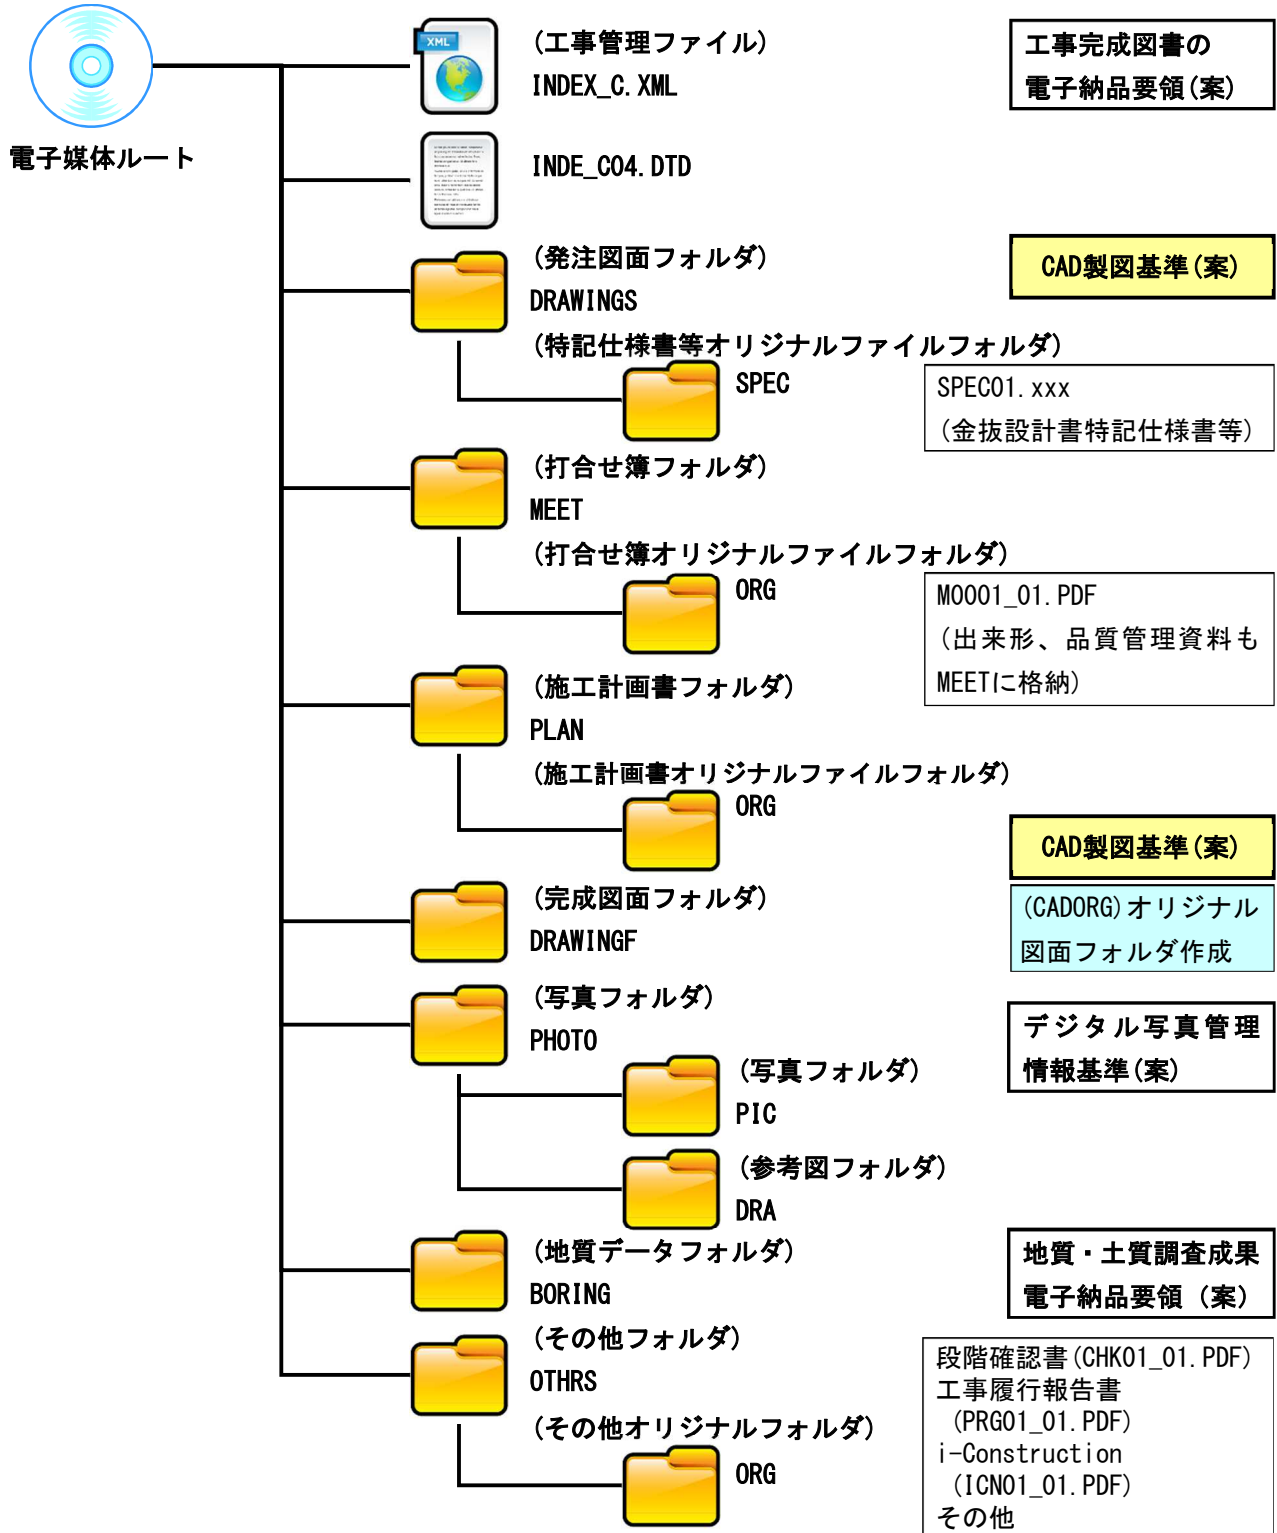 XML
(工事管理ファイル)
INDEX_C.XML
工事完成図書の
電子納品要領(案)
電子媒体ルート
INDE_C04.DTD
(発注図面フォルダ)
DRAWINGS
CAD製図基準(案)
(特記仕様書等オリジナルファイルフォルダ)
SPEC
SPEC01.xxx
(金抜設計書特記仕様書等)
(打合せ簿フォルダ)
MEET
(打合せ簿オリジナルファイルフォルダ)
ORG
M0001_01.PDF
(出来形、品質管理資料も
MEETに格納)
(施工計画書フォルダ)
PLAN
(施工計画書オリジナルファイルフォルダ)
ORG
CAD製図基準(案)
(完成図面フォルダ)
DRAWINGF
(CADORG)オリジナル
図面フォルダ作成
(写真フォルダ)
PHOTO
デジタル写真管理
情報基準(案)
(写真フォルダ)
PIC
(参考図フォルダ)
DRA
(地質データフォルダ)
BORING
地質・土質調査成果
電子納品要領（案）
(その他フォルダ)
OTHRS
(その他オリジナルフォルダ)
ORG
段階確認書(CHK01_01.PDF)
工事履行報告書
(PRG01_01.PDF)
i-Construction
(ICN01_01.PDF)
その他